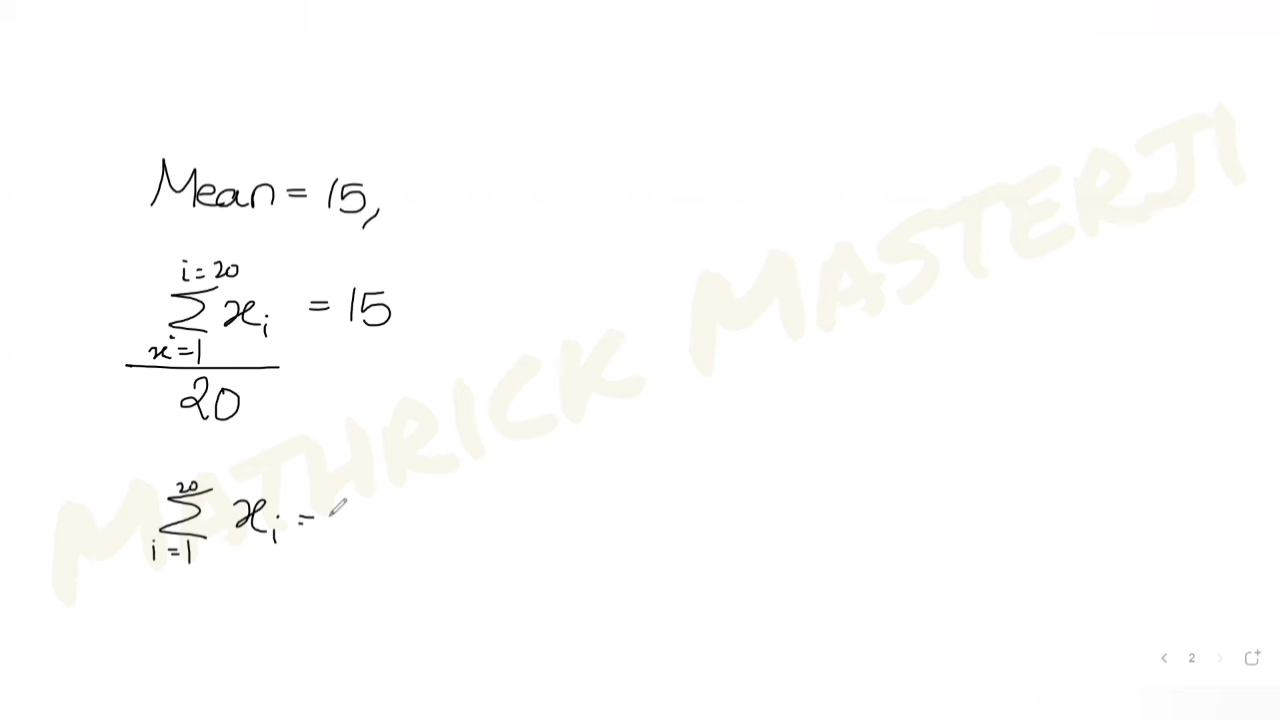 Mean = 15,
i = 20
∑ xi = 15
x i = 1
20
20
∑ xi =
i = 1
MATHRICK MASTERJI
2